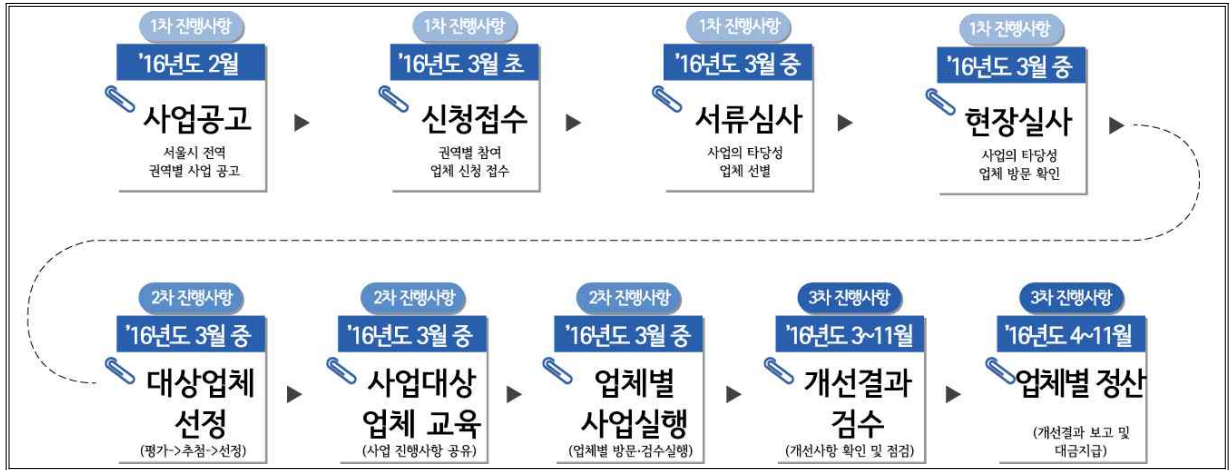 1차 진행사항
'16년도 2월
사업공고
서울시 전역
권역별 사업 공고
1차 진행사항
'16년도 3월 초
신청접수
권역별 참여
업체 신청 접수
1차 진행사항
'16년도 3월 중
서류심사
사업의 타당성
업체 선별
1차 진행사항
'16년도 3월 중
현장실사
사업의 타당성
업체 방문 확인
2차 진행사항
'16년도 3월 중
대상업체
선정
(평가->추첨->선정)
2차 진행사항
'16년도 3월 중
사업대상
업체 교육
(사업 진행사항 공유)
2차 진행사항
'16년도 3월 중
업체별
사업실행
(업체별 방문·검수실행)
3차 진행사항
'16년도 3~11월
개선결과
검수
(개선사항 확인 및 점검)
3차 진행사항
'16년도 4~11월
업체별 정산
(개선결과 보고 및
대금지급)